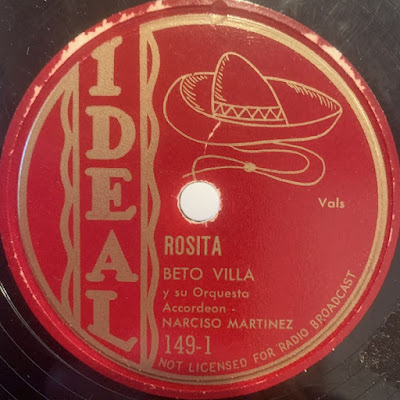 IDEAL
Vals
ROSITA
BETO VILLA
y su Orquesta
Accordeon -
NARCISO MARTINEZ
149-1
NOT LICENSED FOR RADIO BROADCAST